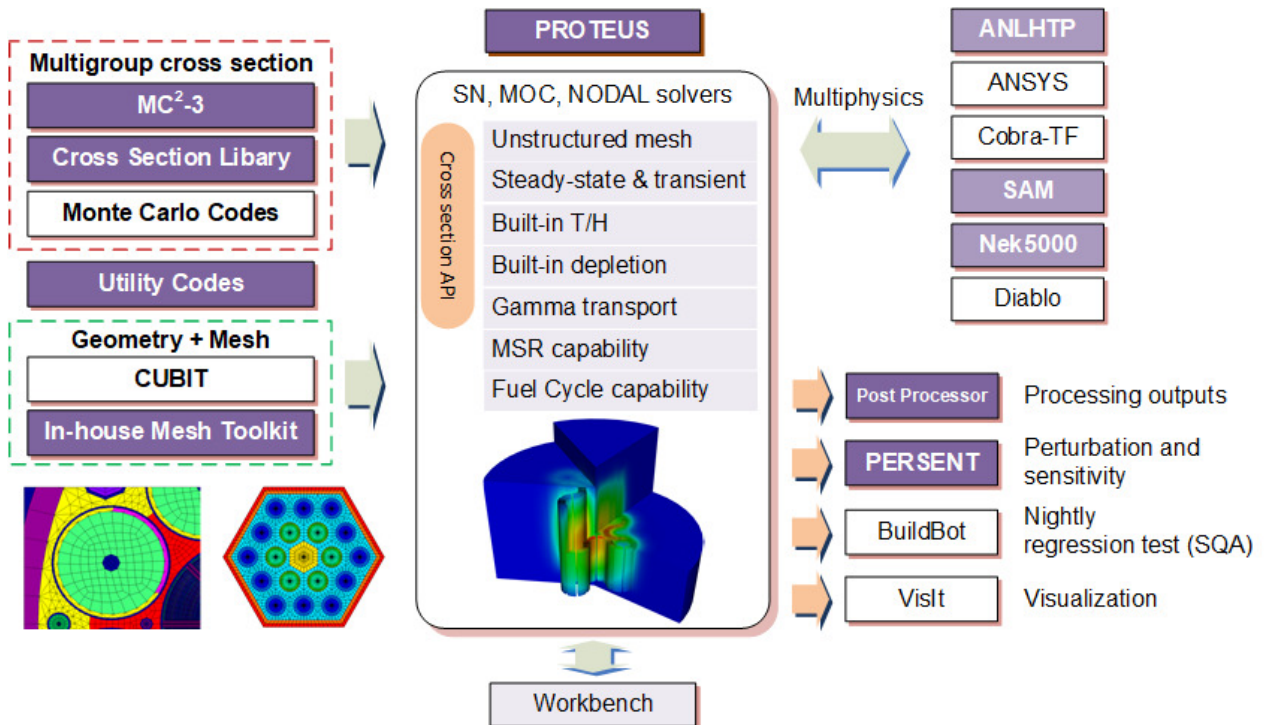 PROTEUS
Multigroup cross section
MC²-3
Cross Section Libary
Monte Carlo Codes
Utility Codes
Geometry + Mesh
CUBIT
In-house Mesh Toolkit
SN, MOC, NODAL solvers
Cross section API
Unstructured mesh
Steady-state & transient
Built-in T/H
Built-in depletion
Gamma transport
MSR capability
Fuel Cycle capability
Workbench
Multiphysics
ANLHTP
ANSYS
Cobra-TF
SAM
Nek5000
Diablo
Post Processor
Processing outputs
PERSENT
Perturbation and
sensitivity
BuildBot
Nightly
regression test (SQA)
VisIt
Visualization